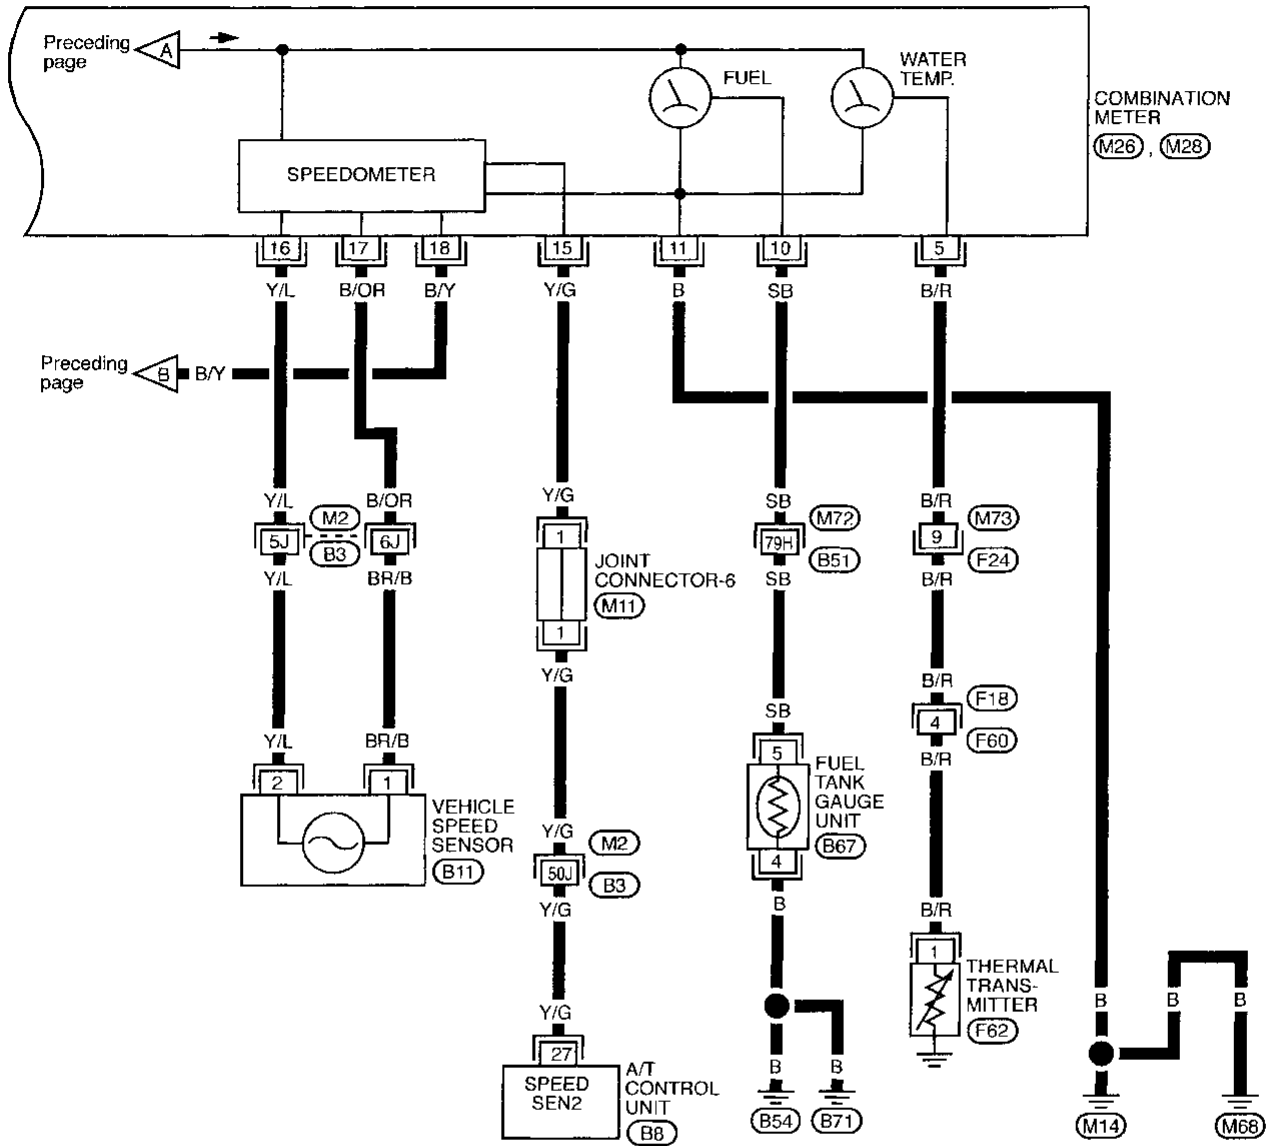 Preceding
page
A
FUEL
WATER
TEMP.
COMBINATION
METER
M26 , M28
SPEEDOMETER
16 17 18 15 11 10 5
Y/L B/OR B/Y Y/G B SB B/R
Preceding
page
B B/Y
Y/L B/OR Y/G SB B/R
M2 M72 M73
5J 6J 1 79H 9
B3 B51 F24
JOINT
CONNECTOR-6
M11
Y/L BR/B SB B/R
1
Y/G B/R
F18
SB 4
F60
Y/L BR/B B/R
2 1 5
FUEL
TANK
GAUGE
UNIT
B67
VEHICLE
SPEED
SENSOR
B11
Y/G M2
4
50J B3
Y/G B B/R
1
THERMAL
TRANS-
MITTER
F62
B B B
Y/G
27
SPEED
SEN2
A/T
CONTROL
UNIT
B8
B B
B54 B71 M14 M68